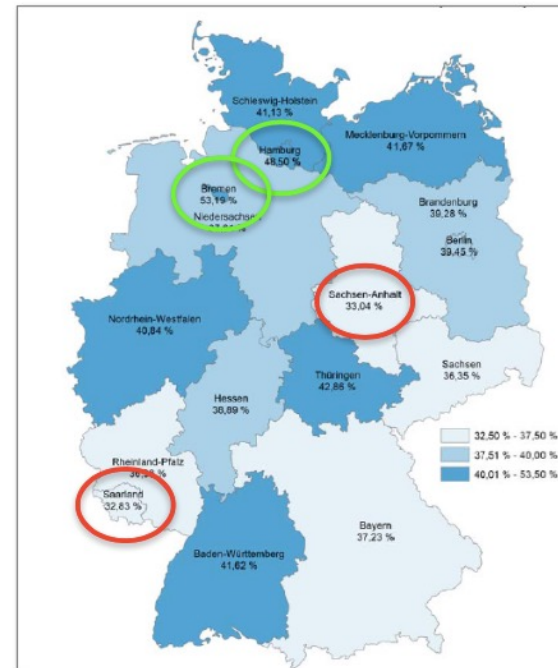 Schleswig-Holstein
41,13 %
Mecklenburg-Vorpommern
41,67 %
Hamburg
48,50 %
Bremen
53,19 %
Niedersachsen
Brandenburg
39,28 %
Berlin
39,45 %
Sachsen-Anhalt
33,04 %
Nordrhein-Westfalen
40,84 %
Sachsen
36,35 %
Thüringen
42,86 %
Hessen
38,89 %
32,50 % - 37,50 %
37,51 % - 40,00 %
40,01 % - 53,50 %
Rheinland-Pfalz
Saarland
32,83 %
Bayern
37,23 %
Baden-Württemberg
41,62 %